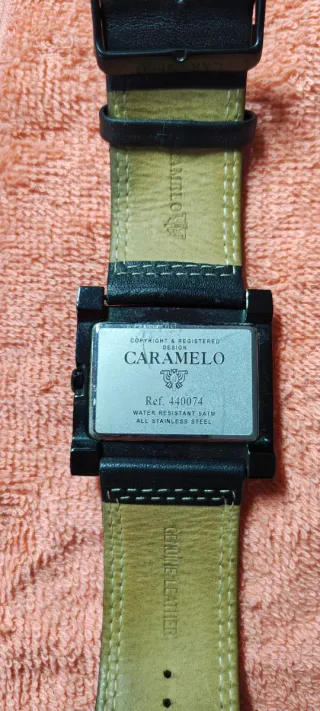 CARAMELO
COPYRIGHT & REGISTERED
DESIGN
CARAMELO
Ref. 440074
WATER RESISTANT 5ATM
ALL STAINLESS STEEL
GENUINE LEATHER